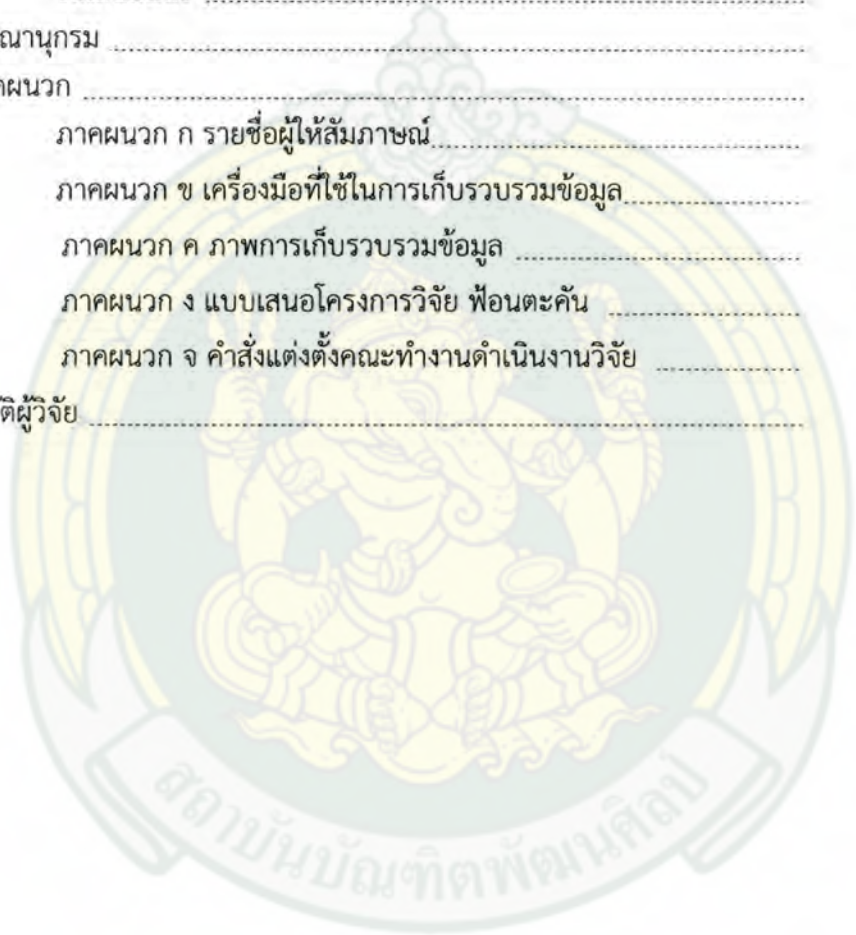 ณานุกรม
ผนวก
ภาคผนวก ก รายชื่อผู้ให้สัมภาษณ์
ภาคผนวก ข เครื่องมือที่ใช้ในการเก็บรวบรวมข้อมูล
ภาคผนวก ค ภาพการเก็บรวบรวมข้อมูล
ภาคผนวก ง แบบเสนอโครงการวิจัย ฟ้อนตะคัน
ภาคผนวก จ คำสั่งแต่งตั้งคณะทำงานดำเนินงานวิจัย
ติผู้วิจัย
สถาบันบัณฑิตพัฒนศิลป์